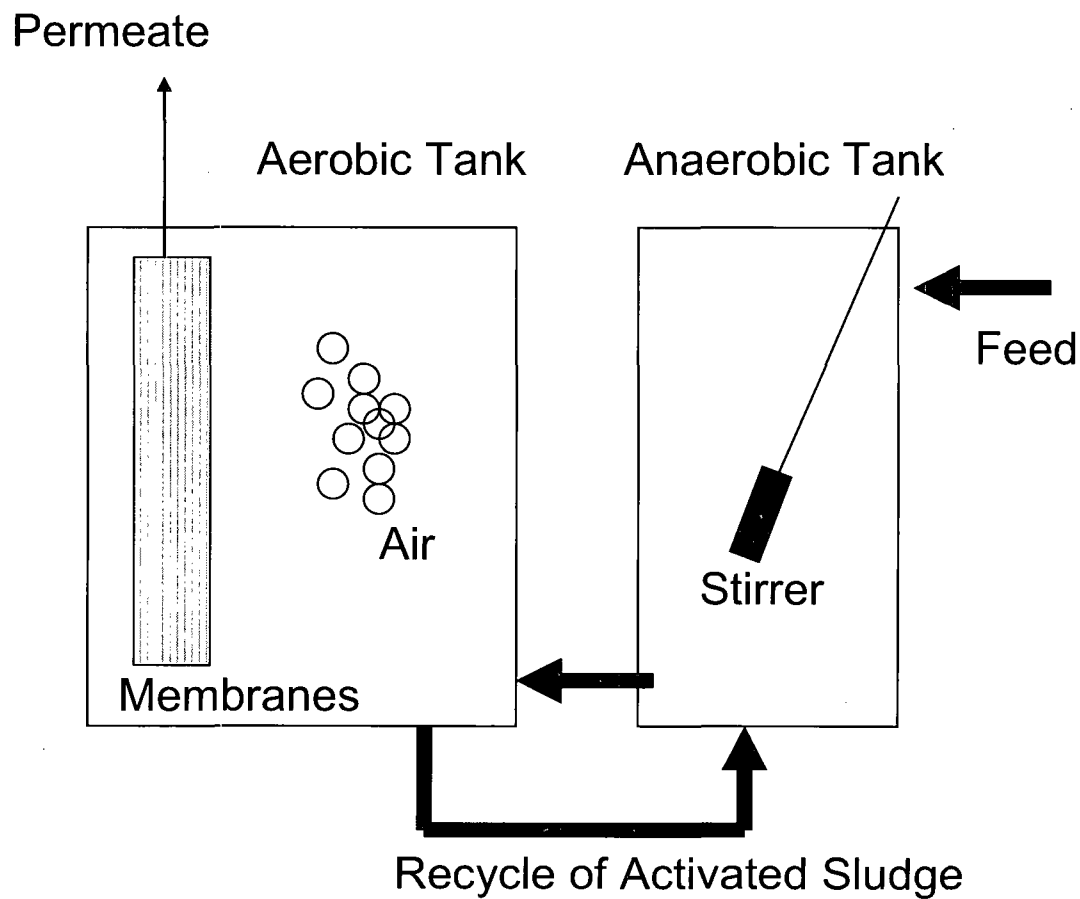 Permeate
Aerobic Tank
Anaerobic Tank
Feed
Air
Stirrer
Membranes
Recycle of Activated Sludge